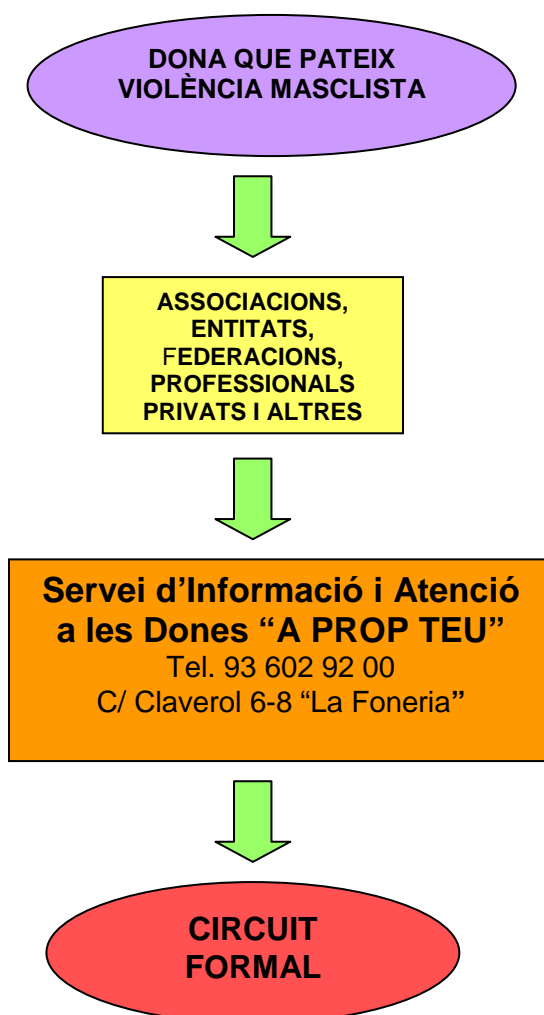 DONA QUE PATEIX
VIOLÈNCIA MASCLISTA
ASSOCIACIONS,
ENTITATS,
FEDERACIONS,
PROFESSIONALS
PRIVATS I ALTRES
Servei d’Informació i Atenció
a les Dones “A PROP TEU”
Tel. 93 602 92 00
C/ Claverol 6-8 “La Foneria”
CIRCUIT
FORMAL